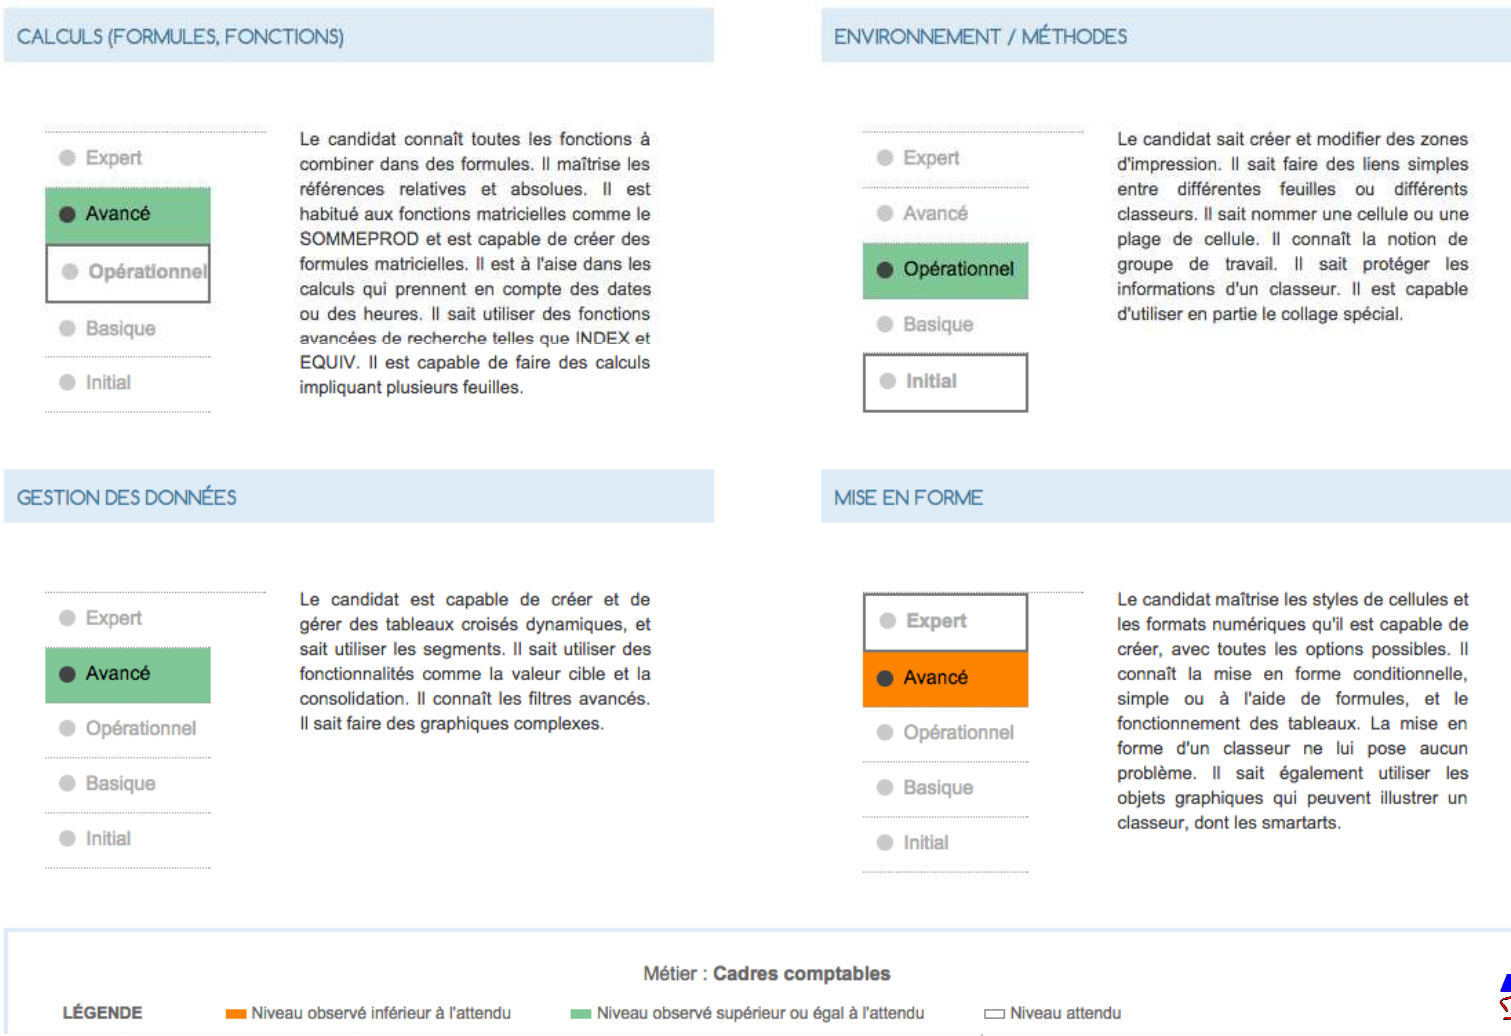 CALCULS (FORMULES, FONCTIONS)
Expert
Avancé
Opérationnel
Basique
Initial
Le candidat connaît toutes les fonctions à
combiner dans des formules. Il maîtrise les
références relatives et absolues. Il est
habitué aux fonctions matricielles comme le
SOMMEPROD et est capable de créer des
formules matricielles. Il est à l'aise dans les
calculs qui prennent en compte des dates
ou des heures. Il sait utiliser des fonctions
avancées de recherche telles que INDEX et
EQUIV. Il est capable de faire des calculs
impliquant plusieurs feuilles.
ENVIRONNEMENT / MÉTHODES
Expert
Avancé
Opérationnel
Basique
Initial
Le candidat sait créer et modifier des zones
d'impression. Il sait faire des liens simples
entre différentes feuilles ou différents
classeurs. Il sait nommer une cellule ou une
plage de cellule. Il connaît la notion de
groupe de travail. Il sait protéger les
informations d'un classeur. Il est capable
d'utiliser en partie le collage spécial.
GESTION DES DONNÉES
Expert
Avancé
Opérationnel
Basique
Initial
Le candidat est capable de créer et de
gérer des tableaux croisés dynamiques, et
sait utiliser les segments. Il sait utiliser des
fonctionnalités comme la valeur cible et la
consolidation. Il connaît les filtres avancés.
Il sait faire des graphiques complexes.
MISE EN FORME
Expert
Avancé
Opérationnel
Basique
Initial
Le candidat maîtrise les styles de cellules et
les formats numériques qu'il est capable de
créer, avec toutes les options possibles. Il
connaît la mise en forme conditionnelle,
simple ou à l'aide de formules, et le
fonctionnement des tableaux. La mise en
forme d'un classeur ne lui pose aucun
problème. Il sait également utiliser les
objets graphiques qui peuvent illustrer un
classeur, dont les smartarts.
Métier : Cadres comptables
LÉGENDE
Niveau observé inférieur à l'attendu
Niveau observé supérieur ou égal à l'attendu
Niveau attendu